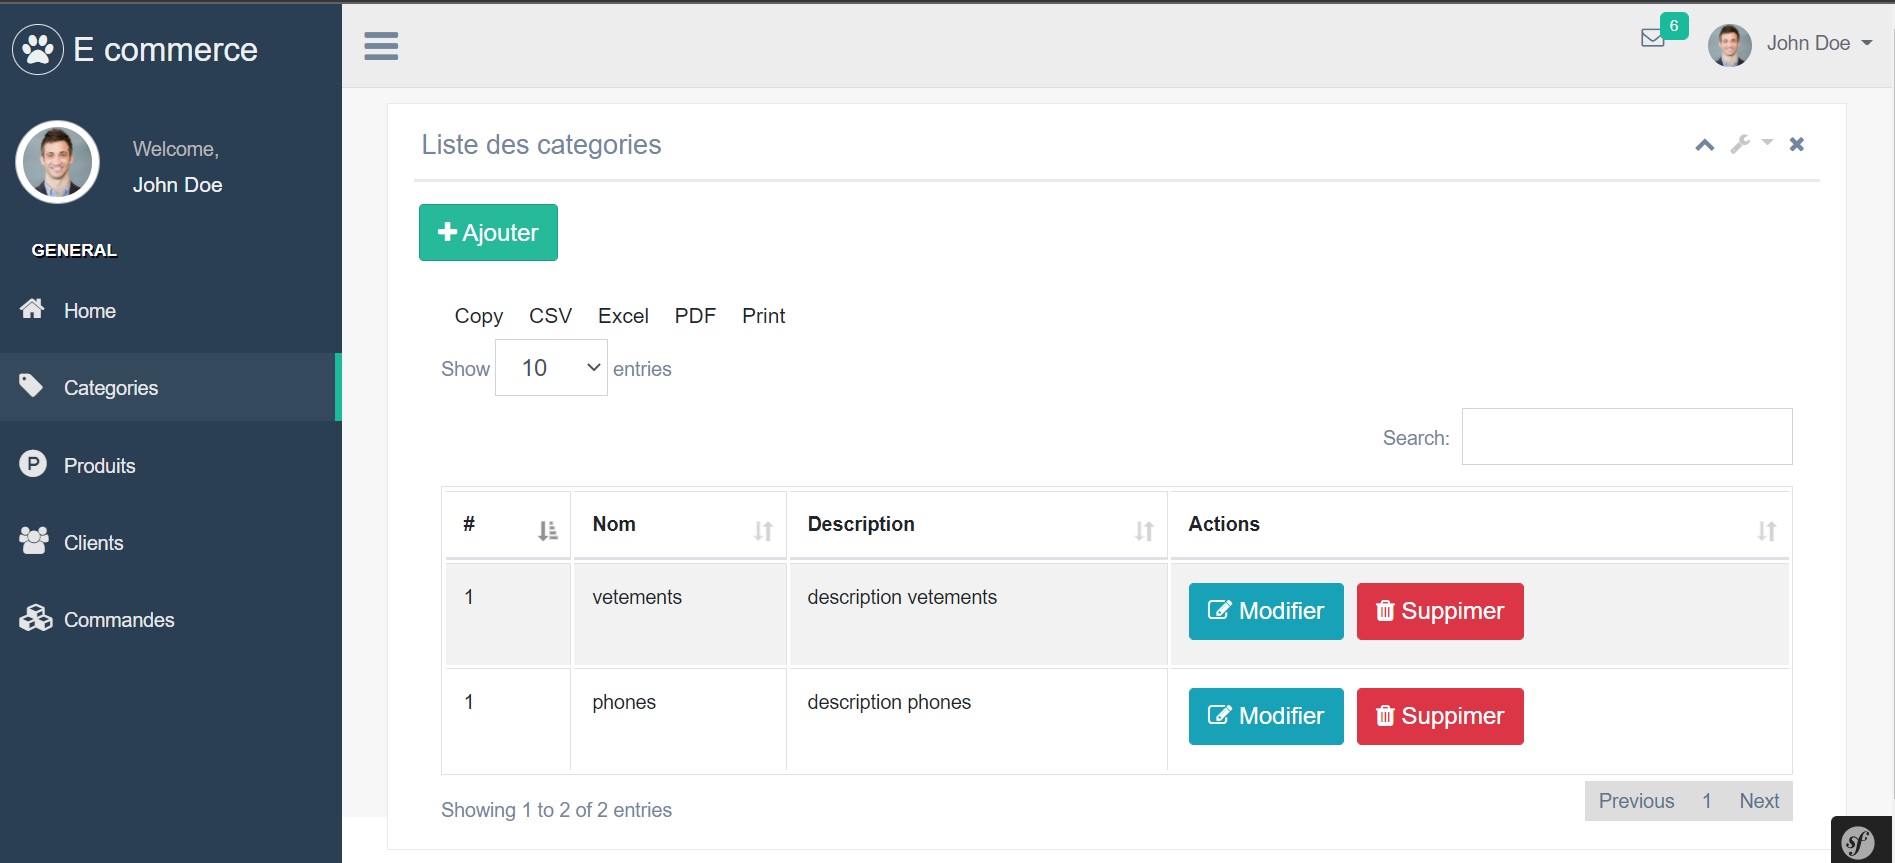 E commerce
6
John Doe
Welcome,
John Doe
GENERAL
Home
Categories
Produits
Clients
Commandes
Liste des categories
Ajouter
Copy CSV Excel PDF Print
Show 10 entries
Search:
# Nom Description Actions
1 vetements description vetements Modifier Suppimer
1 phones description phones Modifier Suppimer
Showing 1 to 2 of 2 entries
Previous 1 Next
sf